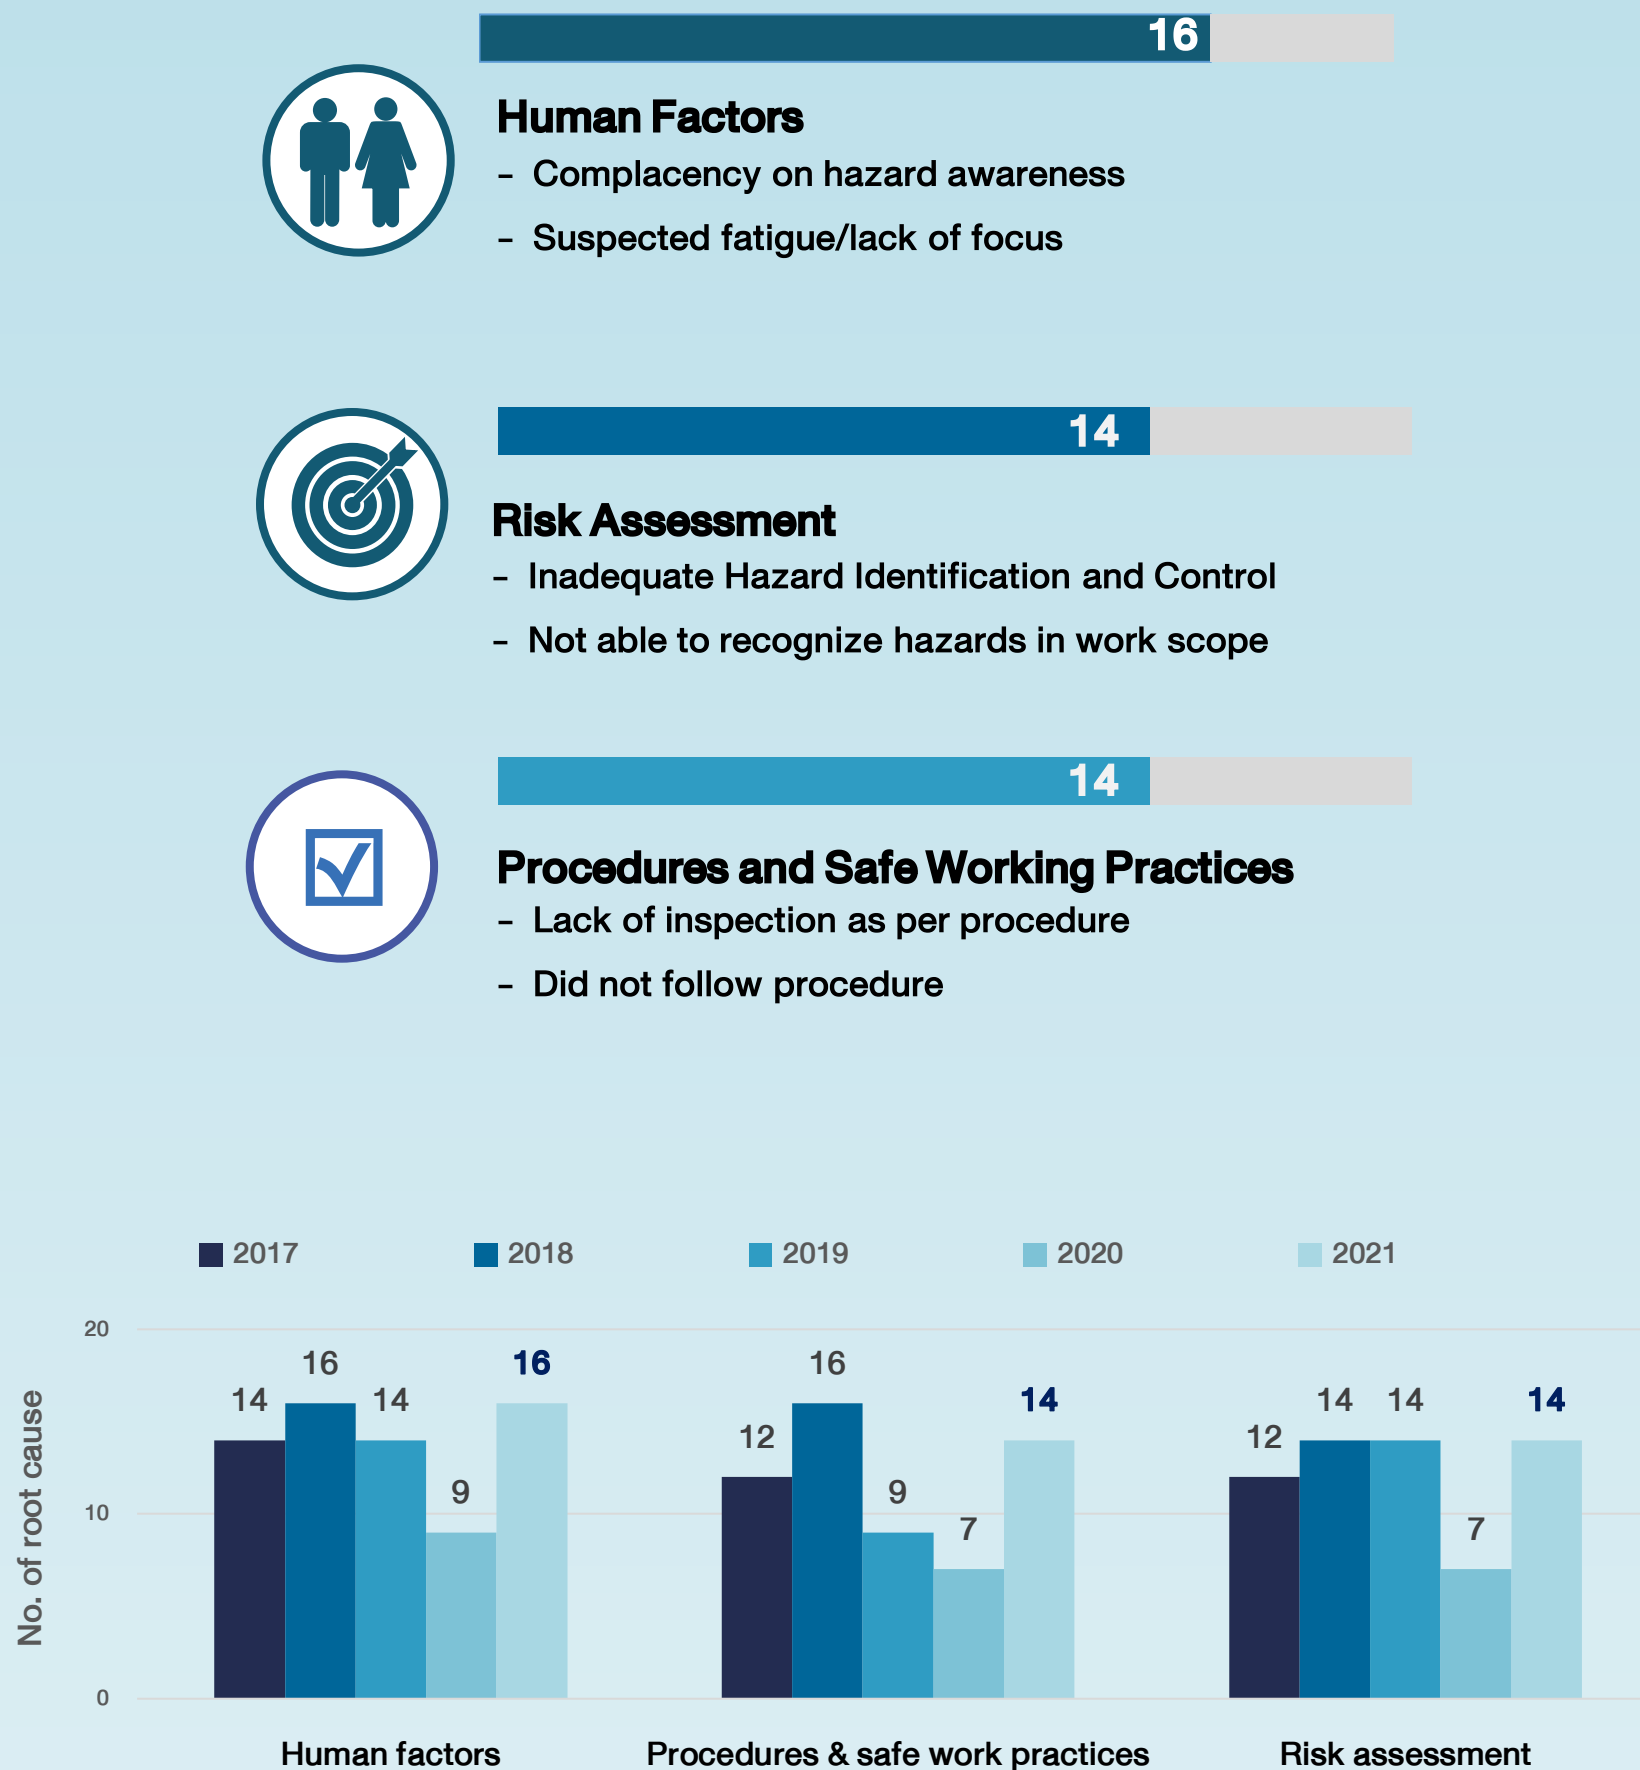 16
Human Factors
- Complacency on hazard awareness
- Suspected fatigue/lack of focus
14
Risk Assessment
- Inadequate Hazard Identification and Control
- Not able to recognize hazards in work scope
14
Procedures and Safe Working Practices
- Lack of inspection as per procedure
- Did not follow procedure
2017 2018 2019 2020 2021
No. of root cause
20
10
0
14 16 14 9 16
12 16 9 7 14
12 14 14 7 14
Human factors Procedures & safe work practices Risk assessment